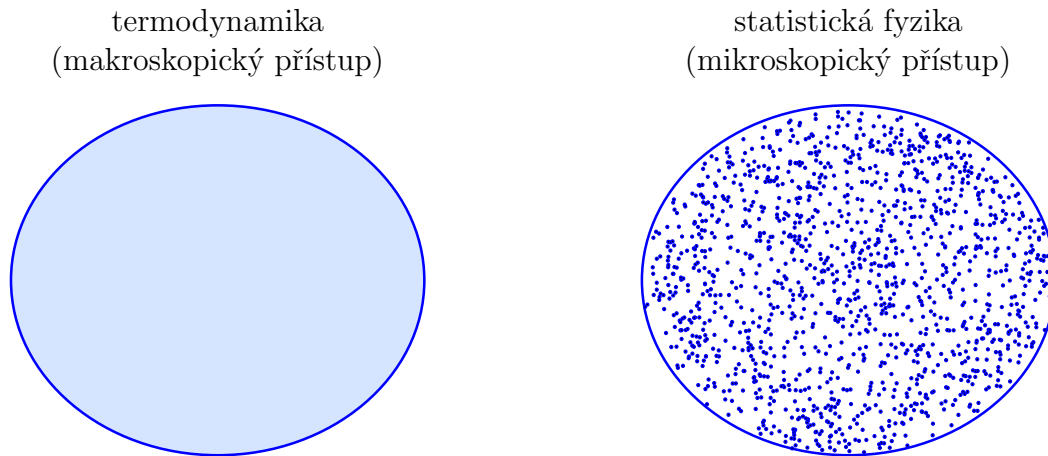 termodynamika
(makroskopický přístup)
statistická fyzika
(mikroskopický přístup)